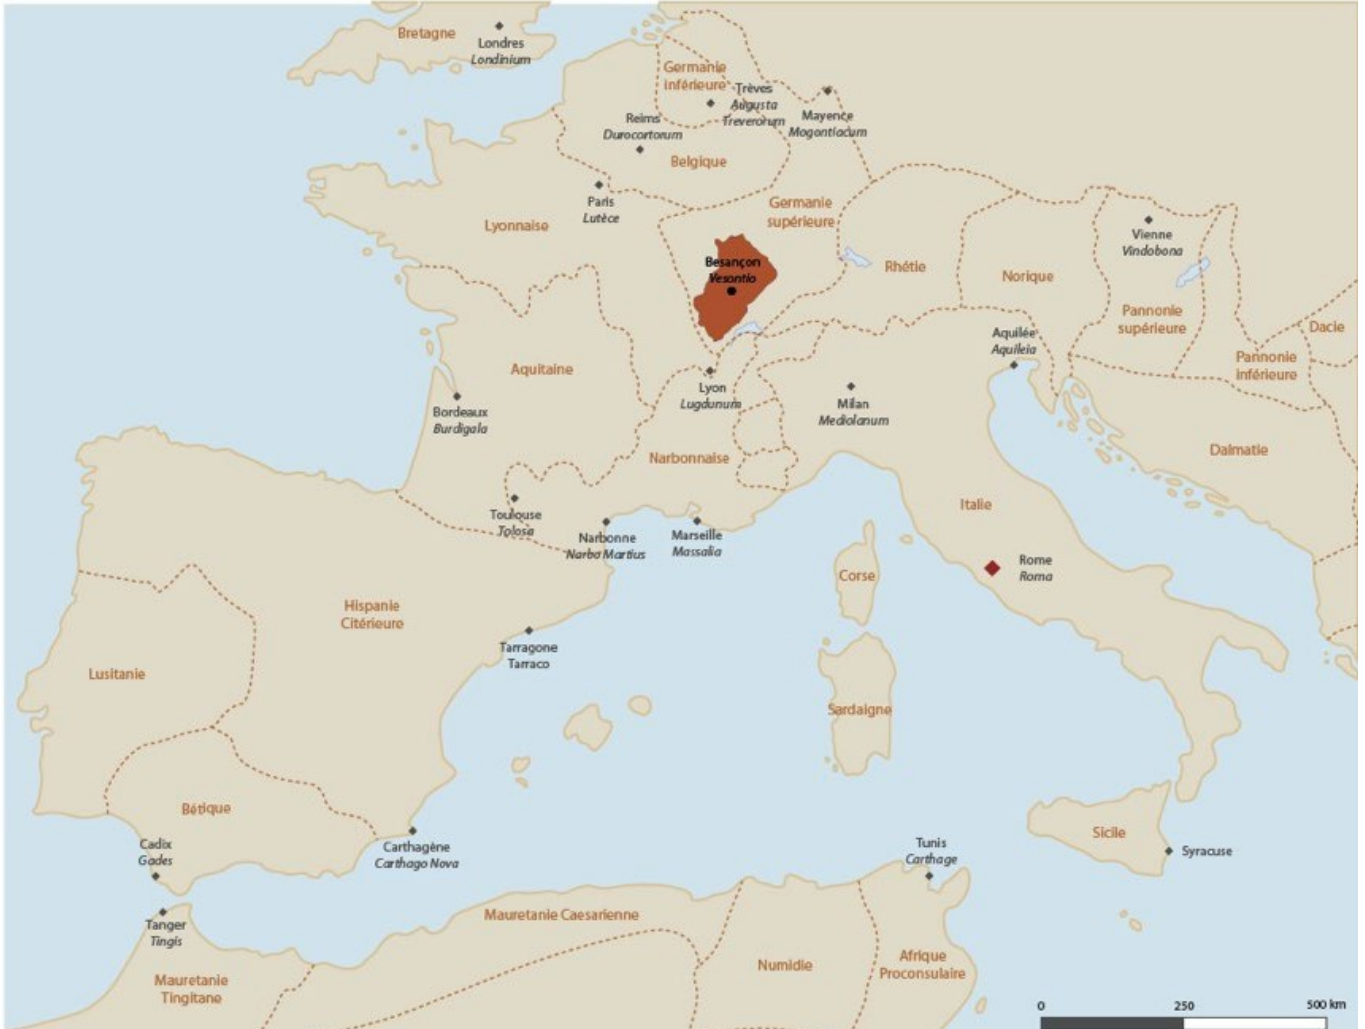 Bretagne
Londres
Londinium
Germanie
inférieure
Trèves
Augusta
Treverorum
Mayence
Mogontiacum
Reims
Durocortorum
Belgique
Paris
Lutèce
Lyonnaise
Germanie
supérieure
Besançon
Vesontio
Rhétie
Norique
Vienne
Vindobona
Pannonie
supérieure
Dacie
Pannonie
inférieure
Aquilée
Aquileia
Aquitaine
Lyon
Lugdunum
Milan
Mediolanum
Bordeaux
Burdigala
Narbonnaise
Dalmatie
Toulouse
Tolosa
Narbonne
Narbo Martius
Marseille
Massalia
Italie
Rome
Roma
Corse
Hispanie
Citérieure
Tarragone
Tarraco
Lusitanie
Sardaigne
Bétique
Cadix
Gades
Carthagène
Carthago Nova
Tunis
Carthage
Sicile
Syracuse
Tanger
Tingis
Mauretanie Caesarienne
Mauretanie
Tingitane
Numidie
Afrique
Proconsulaire
0 250 500 km